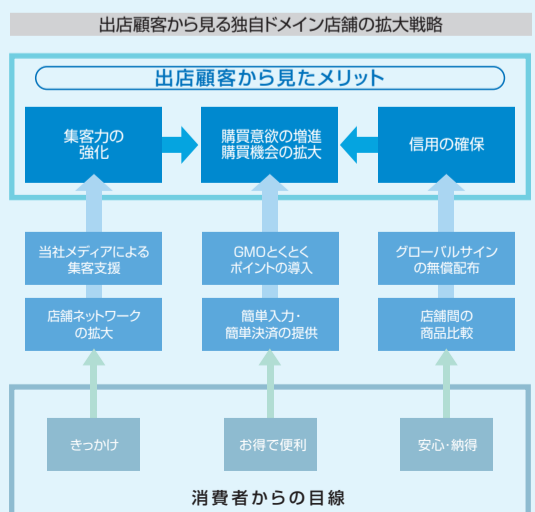 出店顧客から見る独自ドメイン店舗の拡大戦略
出店顧客から見たメリット
集客力の
強化
購買意欲の増進
購買機会の拡大
信用の確保
当社メディアによる
集客支援
GMOとくとく
ポイントの導入
グローバルサイン
の無償配布
店舗ネットワーク
の拡大
簡単入力・
簡単決済の提供
店舗間の
商品比較
きっかけ
お得で便利
安心・納得
消費者からの目線